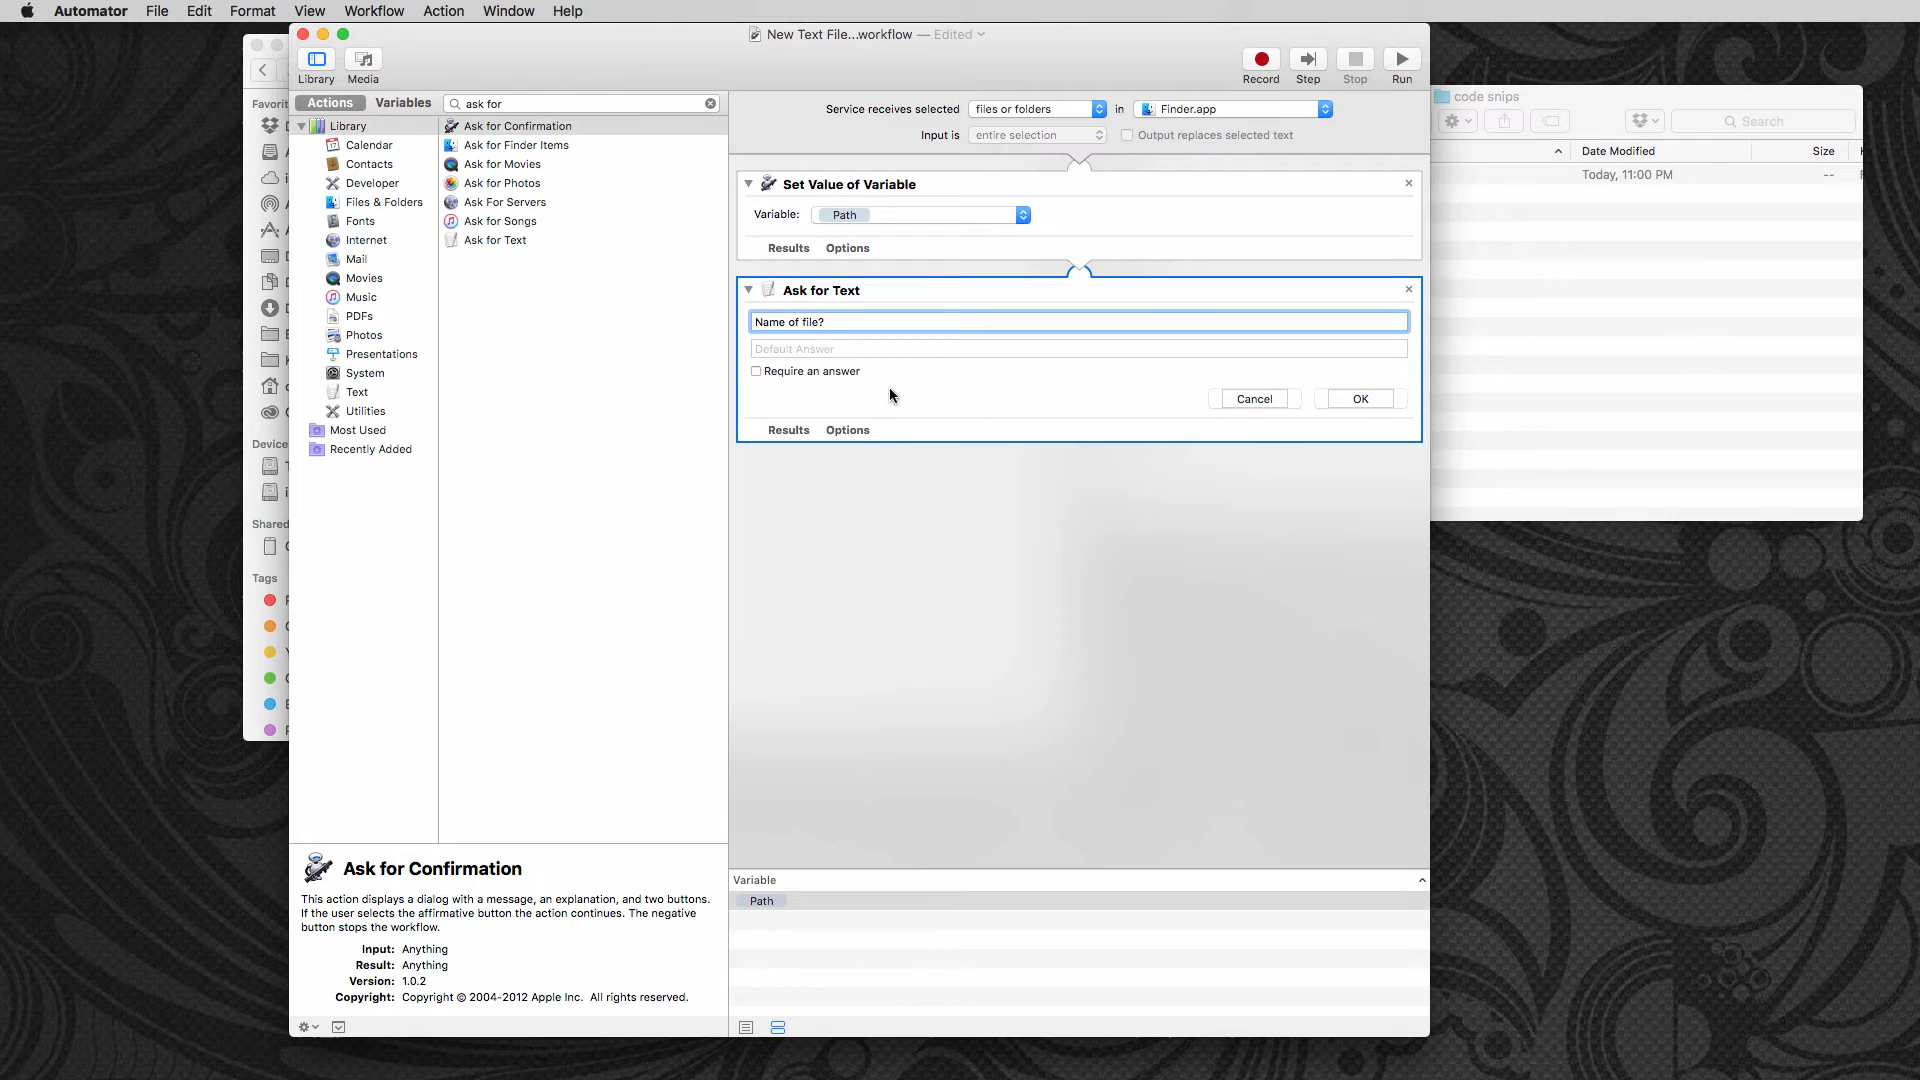 Automator File Edit Format View Workflow Action Window Help
New Text File...workflow — Edited
Library Media Record Step Stop Run
Actions Variables ask for
Service receives selected files or folders in Finder.app
Input is entire selection Output replaces selected text
Favorit
Device
Shared
Tags
Library
Calendar
Contacts
Developer
Files & Folders
Fonts
Internet
Mail
Movies
Music
PDFs
Photos
Presentations
System
Text
Utilities
Most Used
Recently Added
Ask for Confirmation
Ask for Finder Items
Ask for Movies
Ask for Photos
Ask For Servers
Ask for Songs
Ask for Text
Set Value of Variable
Variable: Path
Results Options
Ask for Text
Name of file?
Default Answer
Require an answer
Cancel OK
Results Options
code snips
Search
Date Modified Size
Today, 11:00 PM --
Ask for Confirmation
This action displays a dialog with a message, an explanation, and two buttons.
If the user selects the affirmative button the action continues. The negative
button stops the workflow.
Input: Anything
Result: Anything
Version: 1.0.2
Copyright: Copyright © 2004-2012 Apple Inc. All rights reserved.
Variable
Path